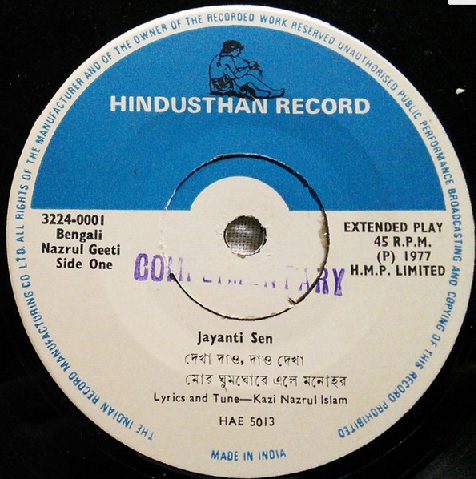 HINDUSTHAN RECORD
3224-0001
Bengali
Nazrul Geeti
Side One
EXTENDED PLAY
45 R.P.M.
(P) 1977
H.M.P. LIMITED
COMPLIMENTARY
Jayanti Sen
দেখা দাও, দাও দেখা
মোর ঘুমঘোরে এলে মনোহর
Lyrics and Tune—Kazi Nazrul Islam
HAE 5013
MADE IN INDIA
THE INDIAN RECORD MANUFACTURING CO LTD. ALL RIGHTS OF THE MANUFACTURER AND OF THE OWNER OF THE RECORDED WORK RESERVED UNAUTHORISED PUBLIC PERFORMANCE BROADCASTING AND COPYING OF THIS RECORD PROHIBITED